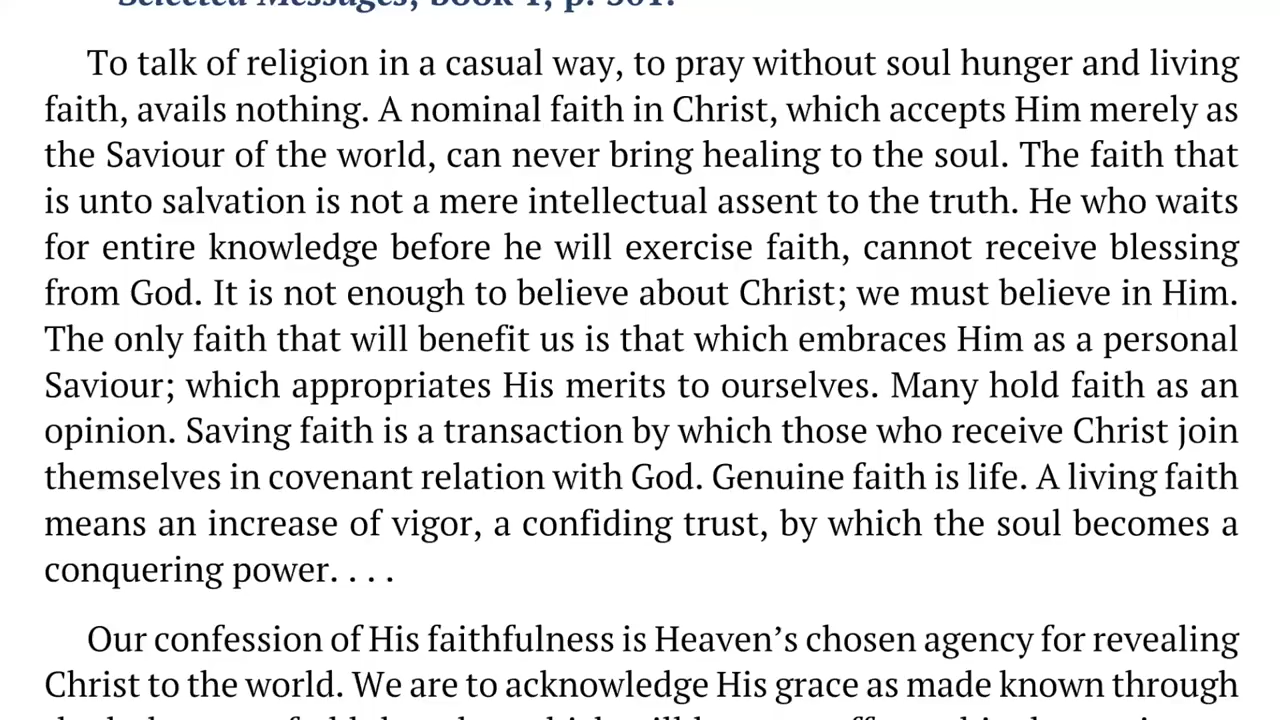 Selected Messages, book 1, p. 301.
To talk of religion in a casual way, to pray without soul hunger and living
faith, avails nothing. A nominal faith in Christ, which accepts Him merely as
the Saviour of the world, can never bring healing to the soul. The faith that
is unto salvation is not a mere intellectual assent to the truth. He who waits
for entire knowledge before he will exercise faith, cannot receive blessing
from God. It is not enough to believe about Christ; we must believe in Him.
The only faith that will benefit us is that which embraces Him as a personal
Saviour; which appropriates His merits to ourselves. Many hold faith as an
opinion. Saving faith is a transaction by which those who receive Christ join
themselves in covenant relation with God. Genuine faith is life. A living faith
means an increase of vigor, a confiding trust, by which the soul becomes a
conquering power. . . .
Our confession of His faithfulness is Heaven’s chosen agency for revealing
Christ to the world. We are to acknowledge His grace as made known through